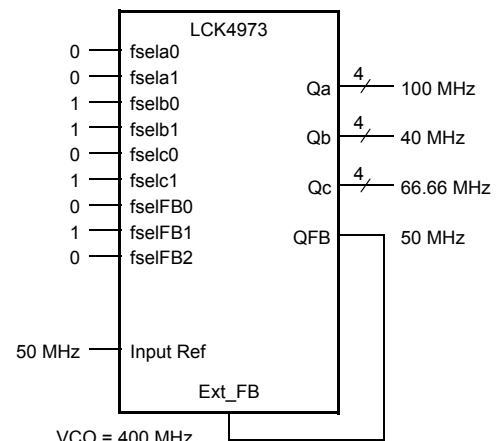 LCK4973
0 fsela0
0 fsela1
1 fselb0
1 fselb1
0 fselc0
1 fselc1
0 fselFB0
1 fselFB1
0 fselFB2
Qa 4 100 MHz
Qb 4 40 MHz
Qc 4 66.66 MHz
QFB 50 MHz
50 MHz Input Ref
Ext_FB
VCO = 400 MHz